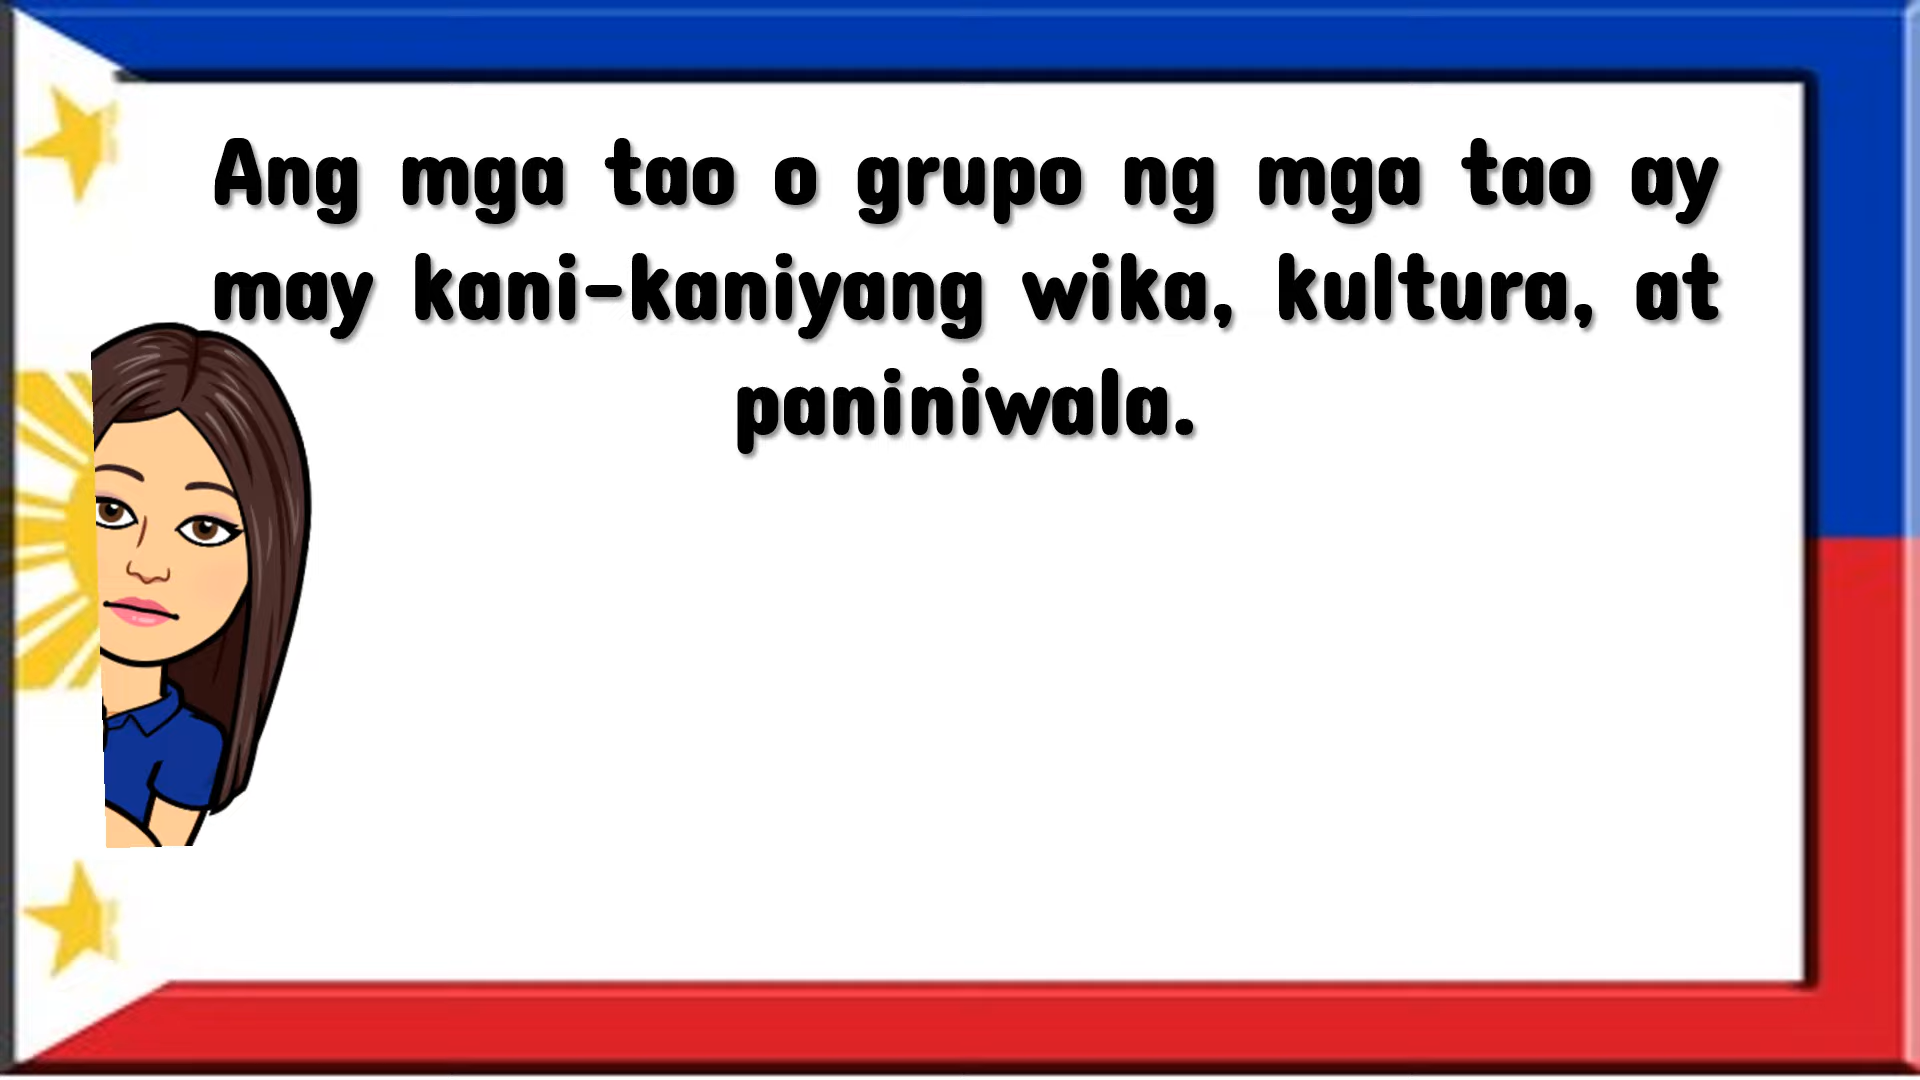 Ang mga tao o grupo ng mga tao ay
may kani-kaniyang wika, kultura, at
paniniwala.